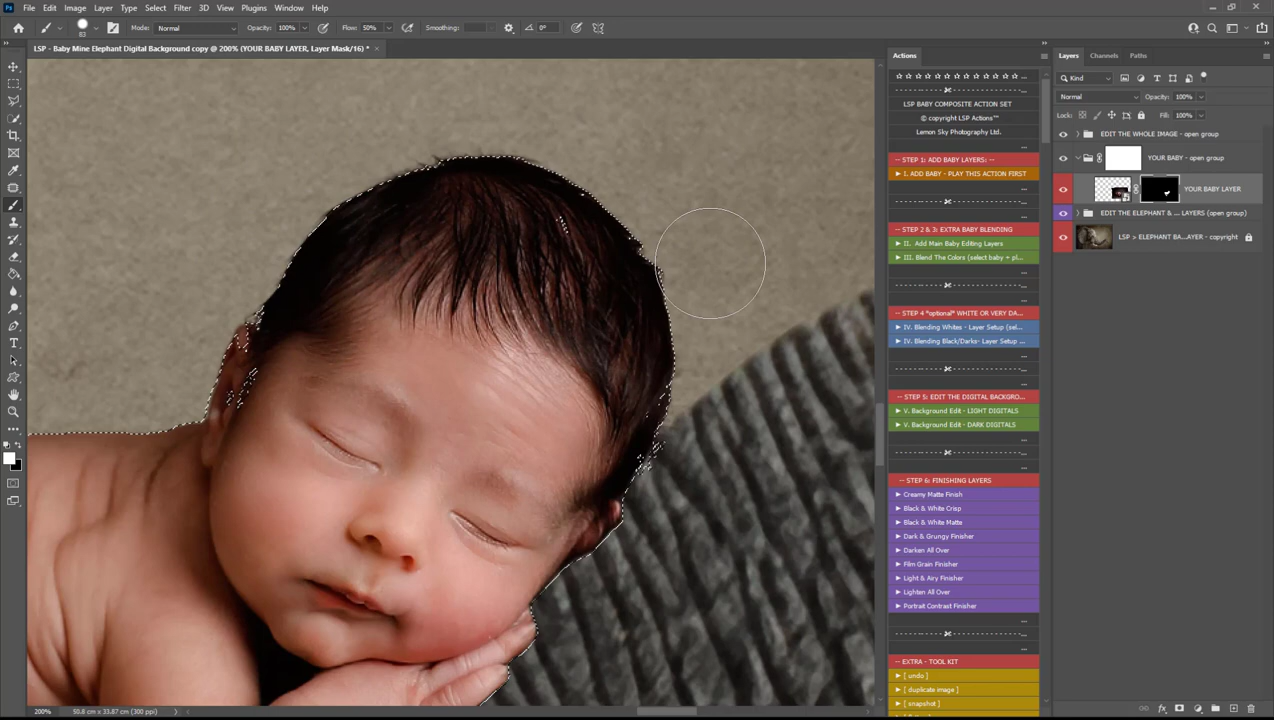 Ps File Edit Image Layer Type Select Filter 3D View Plugins Window Help
Mode: Normal Opacity: 100% Flow: 50% Smoothing: 0°
83
LSP - Baby Mine Elephant Digital Background copy @ 200% (YOUR BABY LAYER, Layer Mask/16) *
Actions
LSP BABY COMPOSITE ACTION SET
© copyright LSP Actions™
Lemon Sky Photography Ltd.
-- STEP 1: ADD BABY LAYERS: --
I. ADD BABY - PLAY THIS ACTION FIRST
-- STEP 2 & 3: EXTRA BABY BLENDING
II. Add Main Baby Editing Layers
III. Blend The Colors (select baby + pl...
-- STEP 4 *optional* WHITE OR VERY DA...
IV. Blending Whites - Layer Setup (sel...
IV. Blending Black/Darks- Layer Setup ...
-- STEP 5: EDIT THE DIGITAL BACKGRO...
V. Background Edit - LIGHT DIGITALS
V. Background Edit - DARK DIGITALS
-- STEP 6: FINISHING LAYERS
Creamy Matte Finish
Black & White Crisp
Black & White Matte
Dark & Grungy Finisher
Darken All Over
Film Grain Finisher
Light & Airy Finisher
Lighten All Over
Portrait Contrast Finisher
-- EXTRA - TOOL KIT
[ undo ]
[ duplicate image ]
[ snapshot ]
Layers Channels Paths
Kind
Normal Opacity: 100%
Lock: Fill: 100%
EDIT THE WHOLE IMAGE - open group
YOUR BABY - open group
YOUR BABY LAYER
EDIT THE ELEPHANT & ... LAYERS (open group)
LSP > ELEPHANT BA...AYER - copyright
200% 50.8 cm x 33.87 cm (300 ppi)